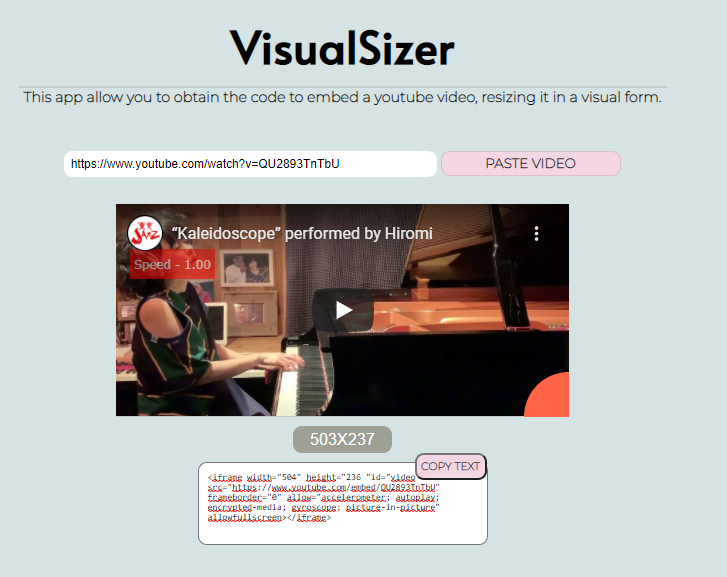 VisualSizer
This app allow you to obtain the code to embed a youtube video, resizing it in a visual form.
https://www.youtube.com/watch?v=QU2893TnTbU
PASTE VIDEO
JAZZ
“Kaleidoscope” performed by Hiromi
Speed - 1.00
503X237
COPY TEXT
<iframe width="504" height="236 "id="video"
src="https://www.youtube.com/embed/QU2893TnTbU"
frameborder="0" allow="accelerometer; autoplay;
encrypted-media; gyroscope; picture-in-picture"
allowfullscreen></iframe>